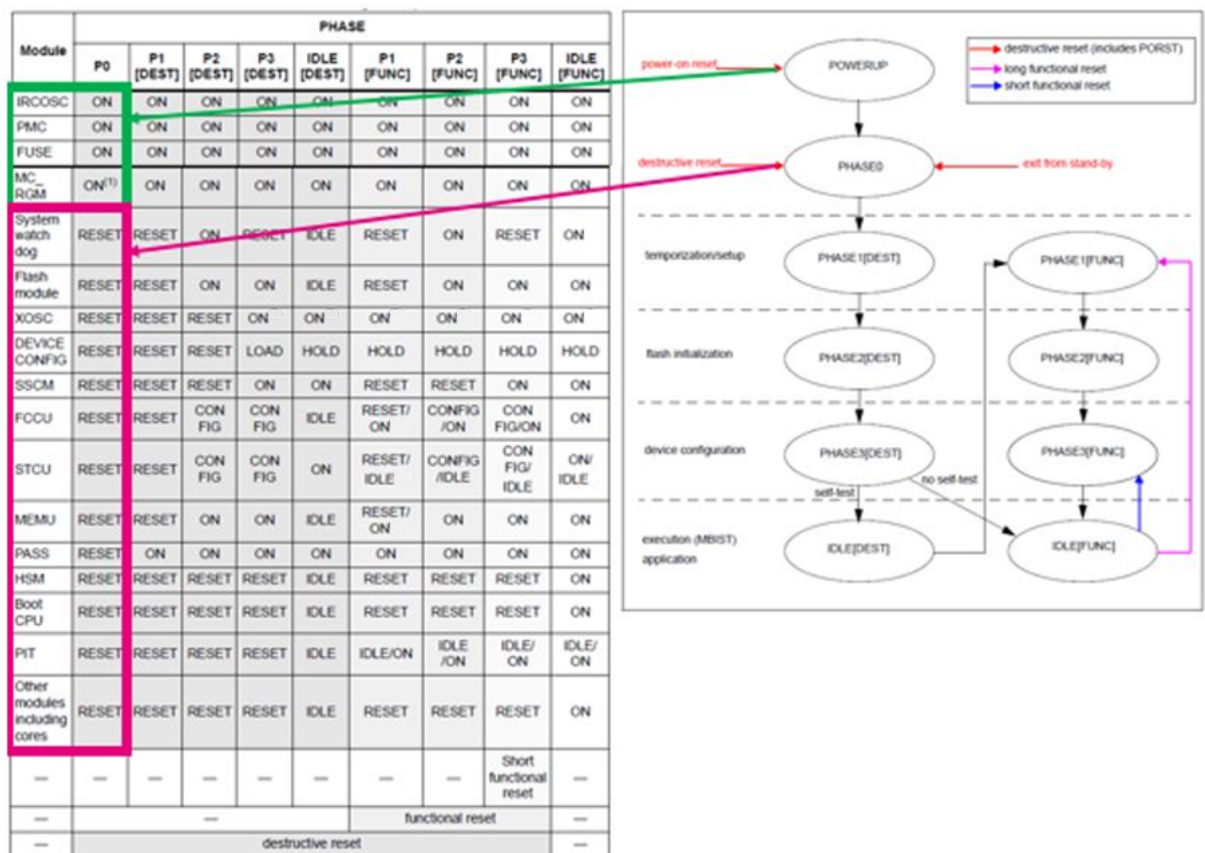 PHASE
Module P0 P1 [DEST] P2 [DEST] P3 [DEST] IDLE [DEST] P1 [FUNC] P2 [FUNC] P3 [FUNC] IDLE [FUNC]
IRCOSC ON ON ON ON ON ON ON ON ON
PMC ON ON ON ON ON ON ON ON ON
FUSE ON ON ON ON ON ON ON ON ON
MC_RGM ON(1) ON ON ON ON ON ON ON ON
System watch dog RESET RESET ON RESET IDLE RESET ON RESET ON
Flash module RESET RESET ON ON IDLE RESET ON ON ON
XOSC RESET RESET RESET ON ON ON ON ON ON
DEVICE CONFIG RESET RESET RESET LOAD HOLD HOLD HOLD HOLD HOLD
SSCM RESET RESET RESET ON ON RESET RESET ON ON
FCCU RESET RESET CON FIG CON FIG IDLE RESET/ ON CONFIG /ON CON FIG/ON ON
STCU RESET RESET CON FIG CON FIG ON RESET/ IDLE CONFIG /IDLE CON FIG/ IDLE ON/ IDLE
MEMU RESET RESET ON ON IDLE RESET/ ON ON ON ON
PASS RESET ON ON ON ON ON ON ON ON
HSM RESET RESET RESET RESET IDLE RESET RESET RESET ON
Boot CPU RESET RESET RESET RESET IDLE RESET RESET RESET ON
PIT RESET RESET RESET RESET IDLE IDLE/ON IDLE /ON IDLE/ ON IDLE/ ON
Other modules including cores RESET RESET RESET RESET IDLE RESET RESET RESET ON
— — — — — — — — Short functional reset —
— — functional reset —
— destructive reset —
destructive reset (includes PORST)
long functional reset
short functional reset
power-on reset
POWERUP
destructive reset
PHASE0
exit from stand-by
temporization/setup
PHASE1[DEST]
PHASE1[FUNC]
flash initialization
PHASE2[DEST]
PHASE2[FUNC]
device configuration
PHASE3[DEST]
PHASE3[FUNC]
self-test
no self-test
execution (MBIST)
application
IDLE[DEST]
IDLE[FUNC]